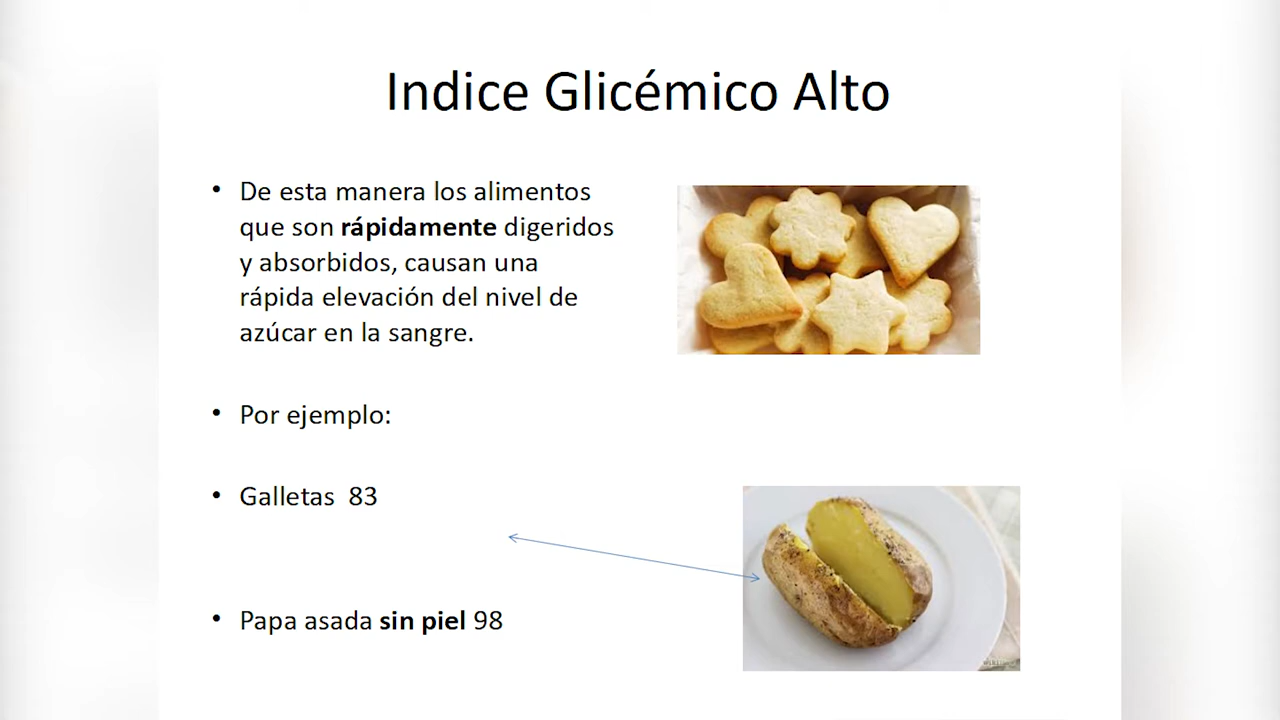 Indice Glicémico Alto
• De esta manera los alimentos
que son rápidamente digeridos
y absorbidos, causan una
rápida elevación del nivel de
azúcar en la sangre.
• Por ejemplo:
• Galletas 83
• Papa asada sin piel 98